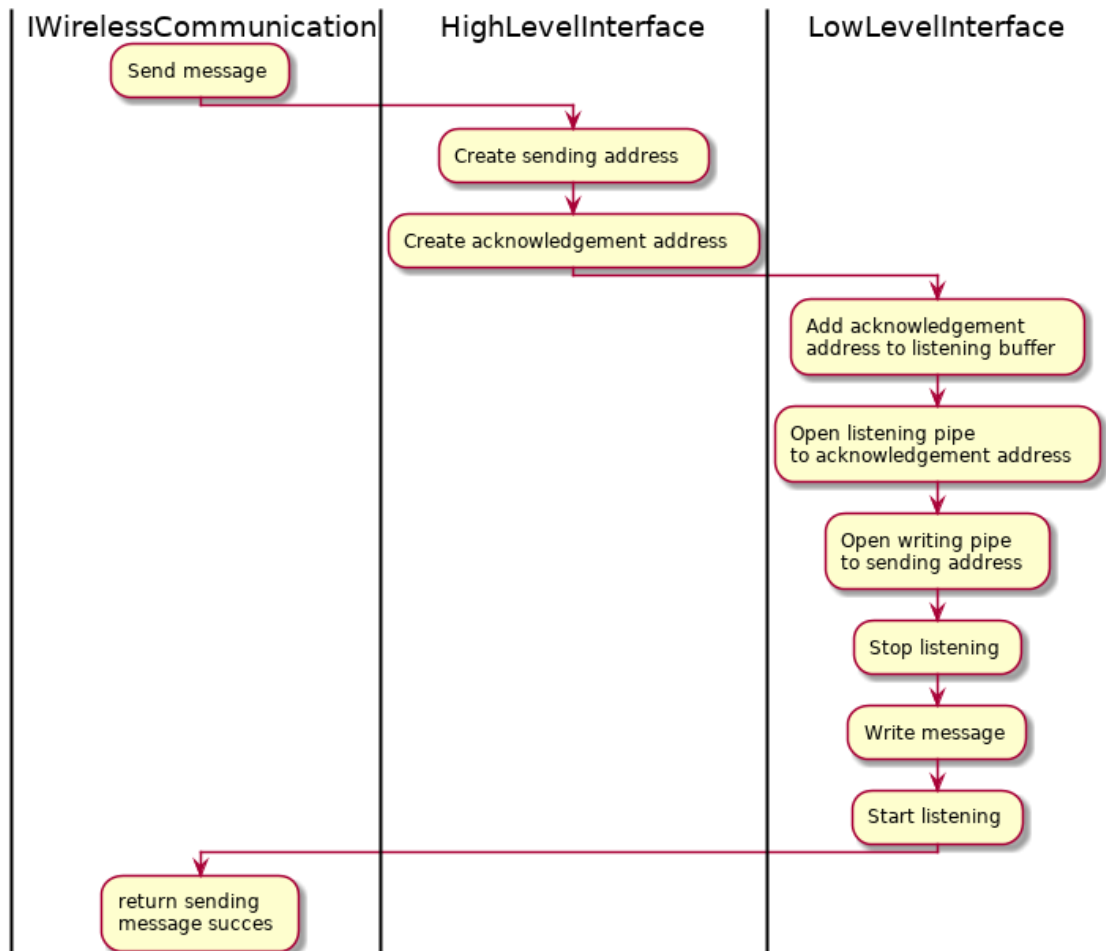 IWirelessCommunication
HighLevelInterface
LowLevelInterface
Send message
Create sending address
Create acknowledgement address
Add acknowledgement
address to listening buffer
Open listening pipe
to acknowledgement address
Open writing pipe
to sending address
Stop listening
Write message
Start listening
return sending
message succes